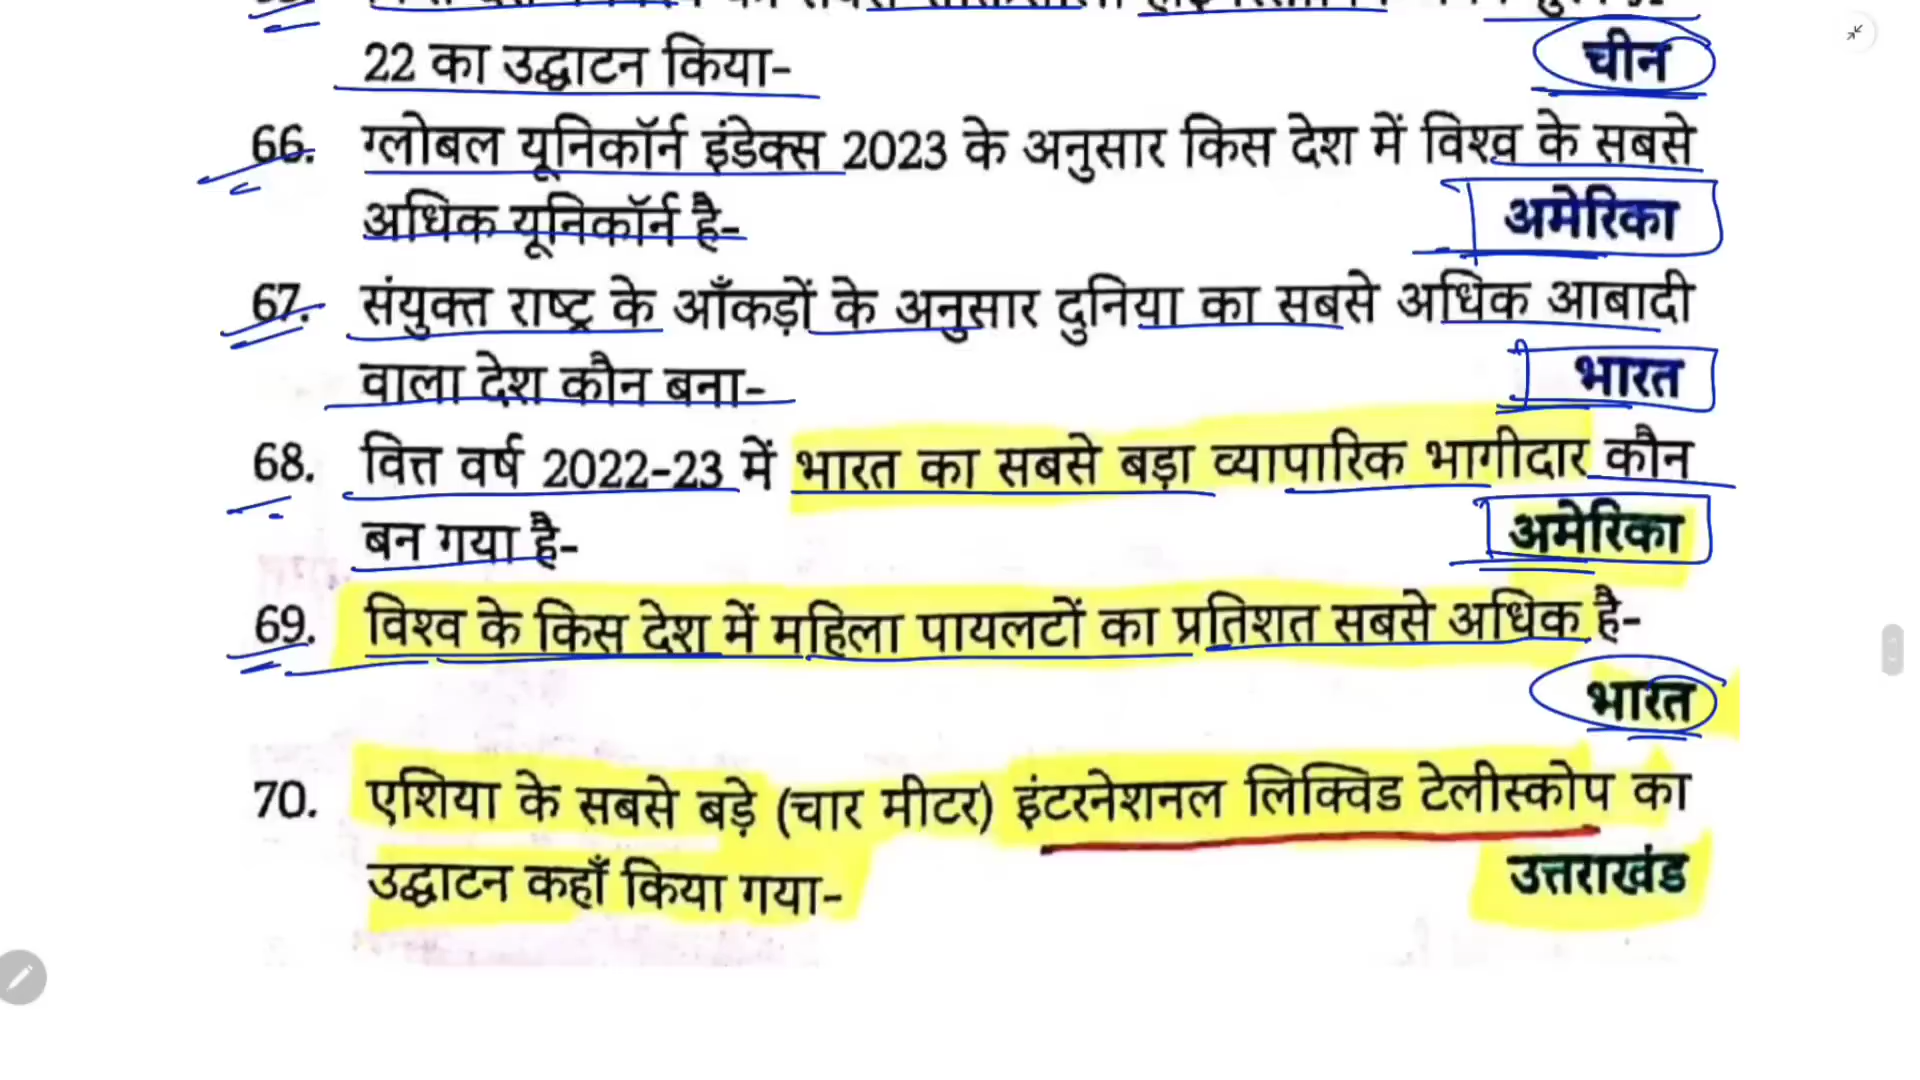 22 का उद्घाटन किया- चीन
66. ग्लोबल यूनिकॉर्न इंडेक्स 2023 के अनुसार किस देश में विश्व के सबसे
अधिक यूनिकॉर्न है- अमेरिका
67. संयुक्त राष्ट्र के आँकड़ों के अनुसार दुनिया का सबसे अधिक आबादी
वाला देश कौन बना- भारत
68. वित्त वर्ष 2022-23 में भारत का सबसे बड़ा व्यापारिक भागीदार कौन
बन गया है- अमेरिका
69. विश्व के किस देश में महिला पायलटों का प्रतिशत सबसे अधिक है-
भारत
70. एशिया के सबसे बड़े (चार मीटर) इंटरनेशनल लिक्विड टेलीस्कोप का
उद्घाटन कहाँ किया गया- उत्तराखंड